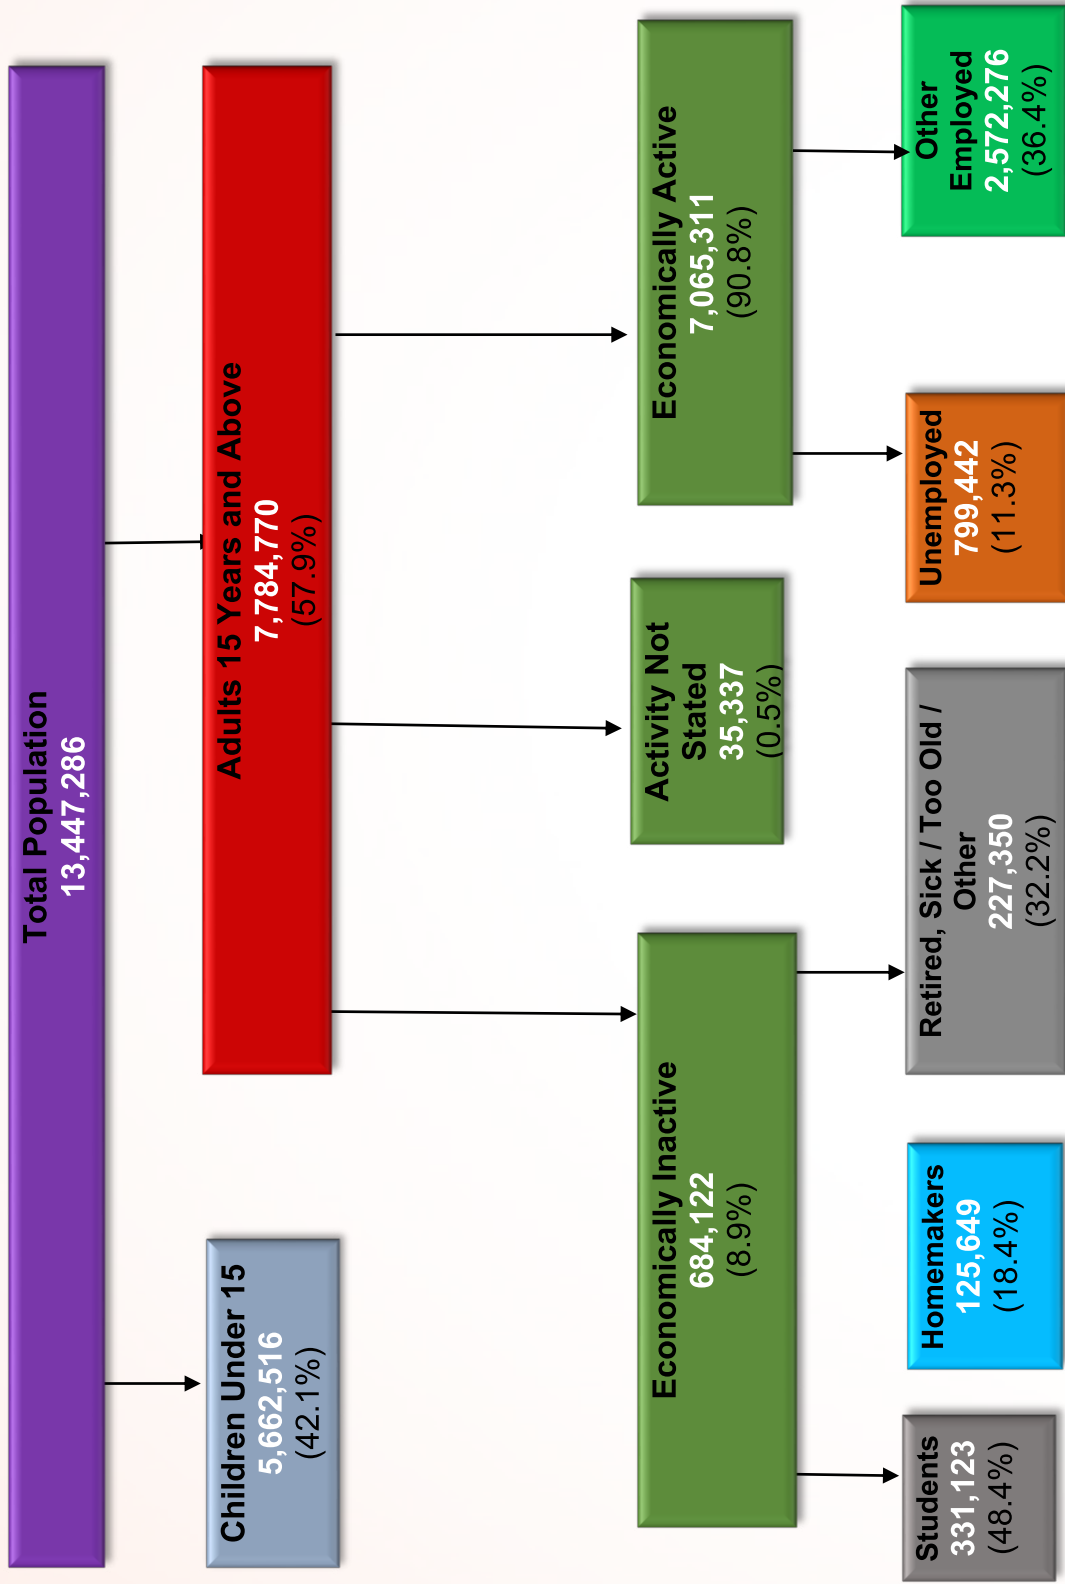 Total Population
13,447,286
Children Under 15
5,662,516
(42.1%)
Adults 15 Years and Above
7,784,770
(57.9%)
Economically Inactive
684,122
(8.9%)
Activity Not
Stated
35,337
(0.5%)
Economically Active
7,065,311
(90.8%)
Students
331,123
(48.4%)
Homemakers
125,649
(18.4%)
Retired, Sick / Too Old /
Other
227,350
(32.2%)
Unemployed
799,442
(11.3%)
Other
Employed
2,572,276
(36.4%)